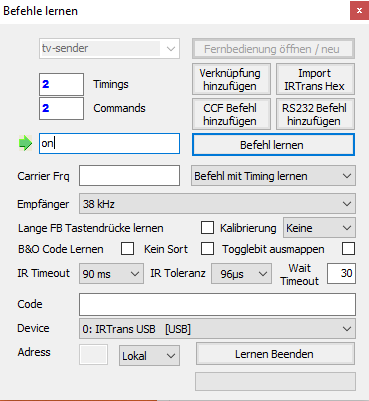 Befehle lernen
tv-sender
Fernbedienung öffnen / neu
2 Timings
Verknüpfung hinzufügen
Import IRTrans Hex
2 Commands
CCF Befehl hinzufügen
RS232 Befehl hinzufügen
on
Befehl lernen
Carrier Frq
Befehl mit Timing lernen
Empfänger 38 kHz
Lange FB Tastendrücke lernen
Kalibrierung Keine
B&O Code Lernen
Kein Sort
Togglebit ausmappen
IR Timeout 90 ms
IR Toleranz 96µs
Wait Timeout 30
Code
Device 0: IRTrans USB [USB]
Adress
Lokal
Lernen Beenden